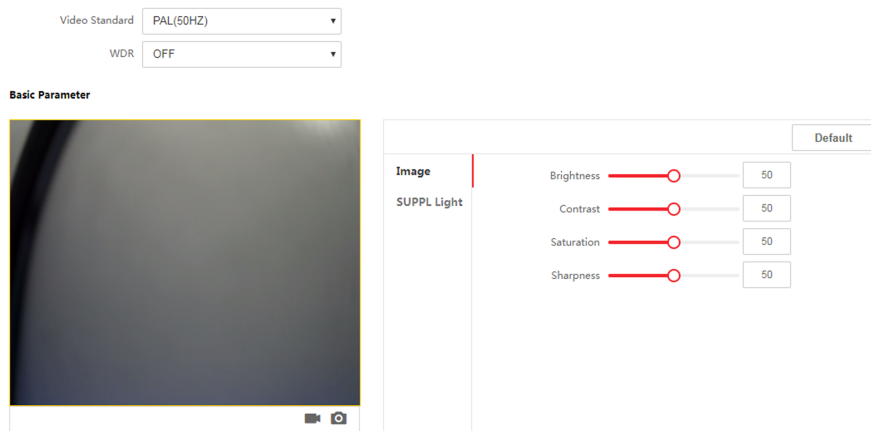 Video Standard PAL(50HZ)
WDR OFF
Basic Parameter
Default
Image
SUPPL Light
Brightness 50
Contrast 50
Saturation 50
Sharpness 50